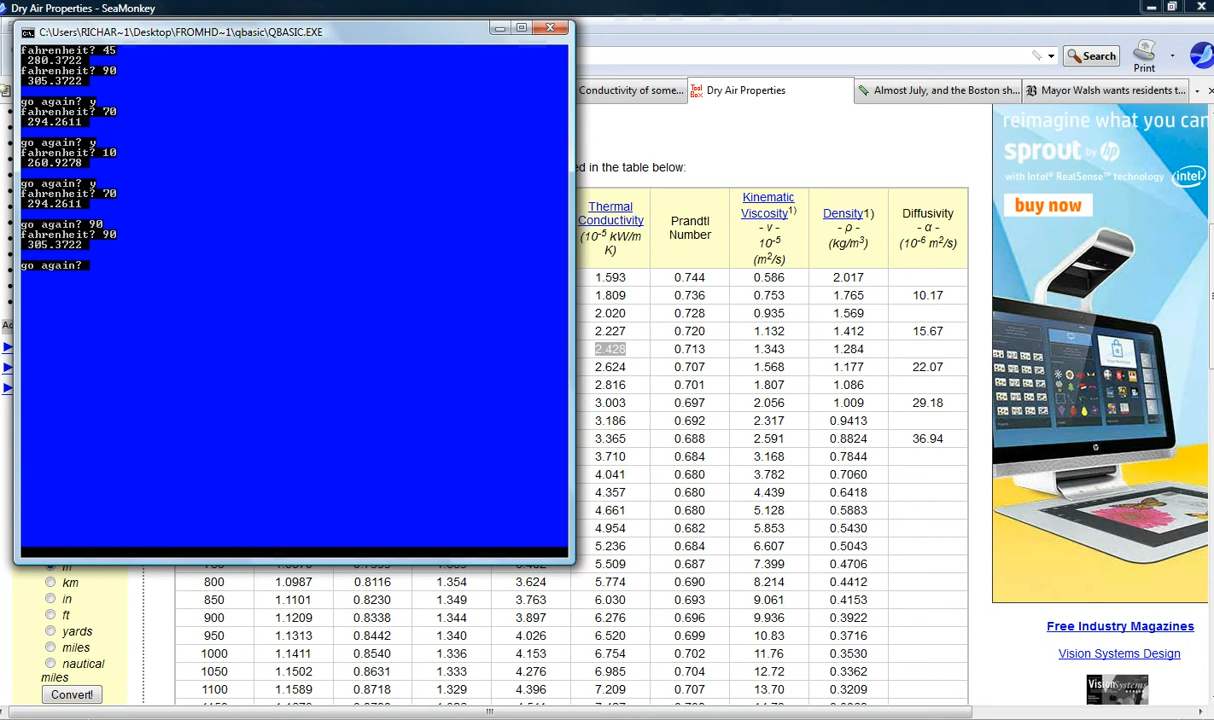 Dry Air Properties - SeaMonkey
C:\Users\RICHAR~1\Desktop\FROMHD~1\qbasic\QBASIC.EXE
fahrenheit? 45
280.3722
fahrenheit? 90
305.3722
go again? y
fahrenheit? 70
294.2611
go again? y
fahrenheit? 10
260.9278
go again? y
fahrenheit? 70
294.2611
go again? 90
fahrenheit? 90
305.3722
go again?
Search
Print
Conductivity of some...
Dry Air Properties
Almost July, and the Boston sh...
Mayor Walsh wants residents t...
ed in the table below:
Thermal Conductivity (10-5 kW/m K)
Prandtl Number
Kinematic Viscosity1) - ν - 10-5 (m2/s)
Density1) - ρ - (kg/m3)
Diffusivity - α - (10-6 m2/s)
1.593 0.744 0.586 2.017
1.809 0.736 0.753 1.765 10.17
2.020 0.728 0.935 1.569
2.227 0.720 1.132 1.412 15.67
2.428 0.713 1.343 1.284
2.624 0.707 1.568 1.177 22.07
2.816 0.701 1.807 1.086
3.003 0.697 2.056 1.009 29.18
3.186 0.692 2.317 0.9413
3.365 0.688 2.591 0.8824 36.94
3.710 0.684 3.168 0.7844
4.041 0.680 3.782 0.7060
4.357 0.680 4.439 0.6418
4.661 0.680 5.128 0.5883
4.954 0.682 5.853 0.5430
5.236 0.684 6.607 0.5043
5.509 0.687 7.399 0.4706
800 1.0987 0.8116 1.354 3.624 5.774 0.690 8.214 0.4412
850 1.1101 0.8230 1.349 3.763 6.030 0.693 9.061 0.4153
900 1.1209 0.8338 1.344 3.897 6.276 0.696 9.936 0.3922
950 1.1313 0.8442 1.340 4.026 6.520 0.699 10.83 0.3716
1000 1.1411 0.8540 1.336 4.153 6.754 0.702 11.76 0.3530
1050 1.1502 0.8631 1.333 4.276 6.985 0.704 12.72 0.3362
1100 1.1589 0.8718 1.329 4.396 7.209 0.707 13.70 0.3209
km
in
ft
yards
miles
nautical
miles
Convert!
reimagine what you can
sprout by hp
with Intel® RealSense™ technology
intel
buy now
Free Industry Magazines
Vision Systems Design